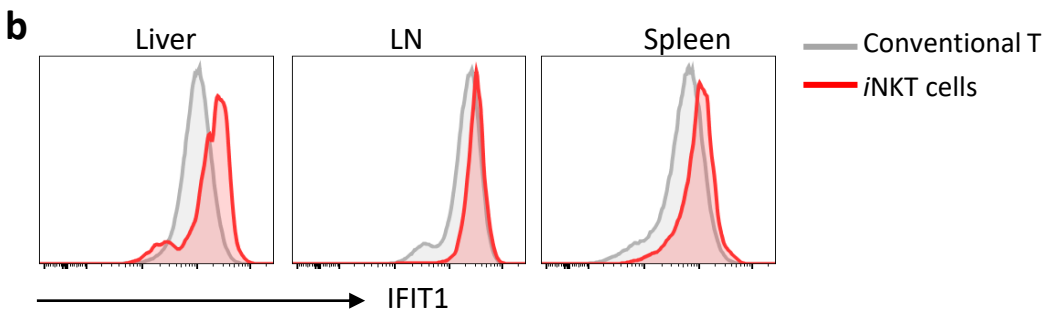 b
Liver
LN
Spleen
Conventional T
iNKT cells
IFIT1